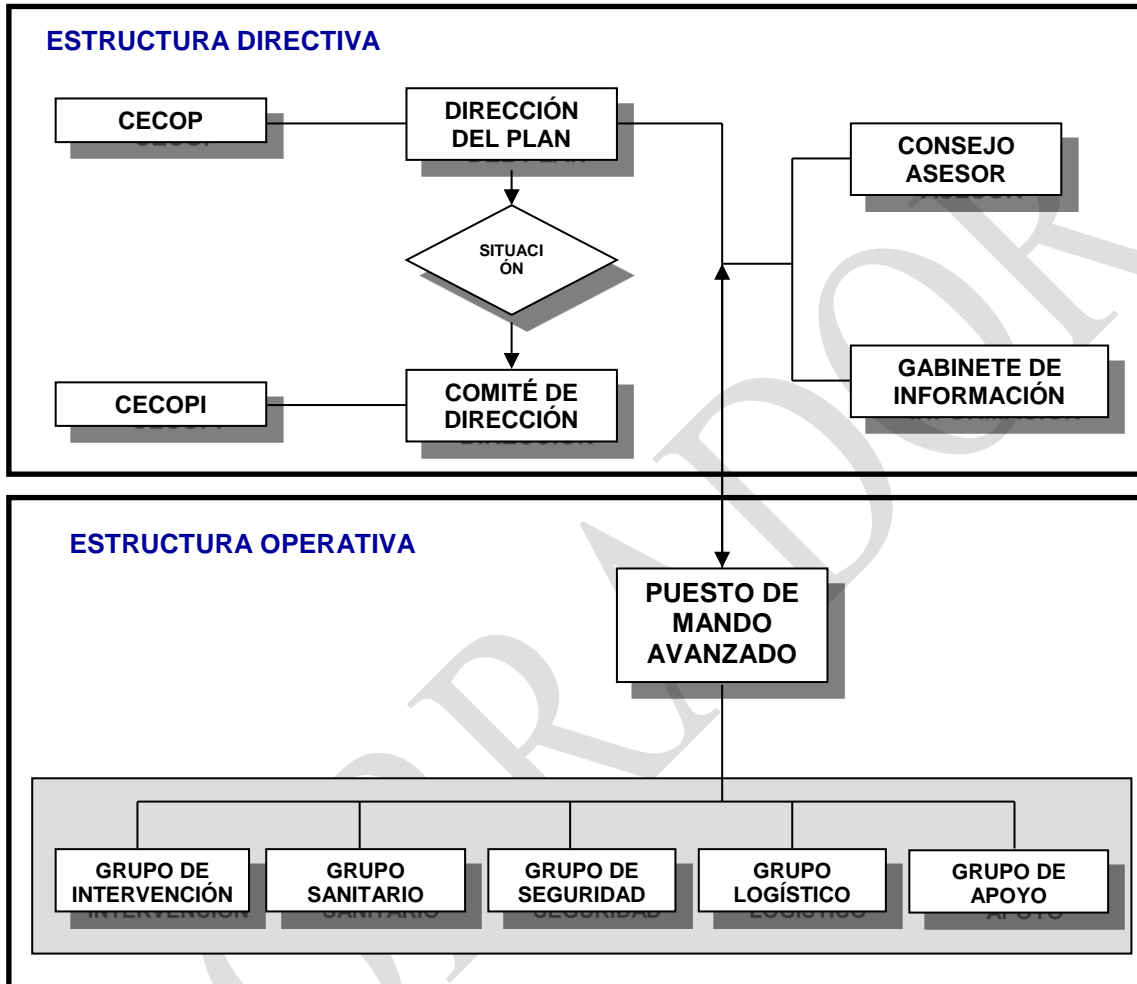 ESTRUCTURA DIRECTIVA
CECOP
DIRECCIÓN
DEL PLAN
CONSEJO
ASESOR
SITUACI
ÓN
CECOPI
COMITÉ DE
DIRECCIÓN
GABINETE DE
INFORMACIÓN
ESTRUCTURA OPERATIVA
PUESTO DE
MANDO
AVANZADO
GRUPO DE
INTERVENCIÓN
GRUPO
SANITARIO
GRUPO DE
SEGURIDAD
GRUPO
LOGÍSTICO
GRUPO DE
APOYO
ORRADOR